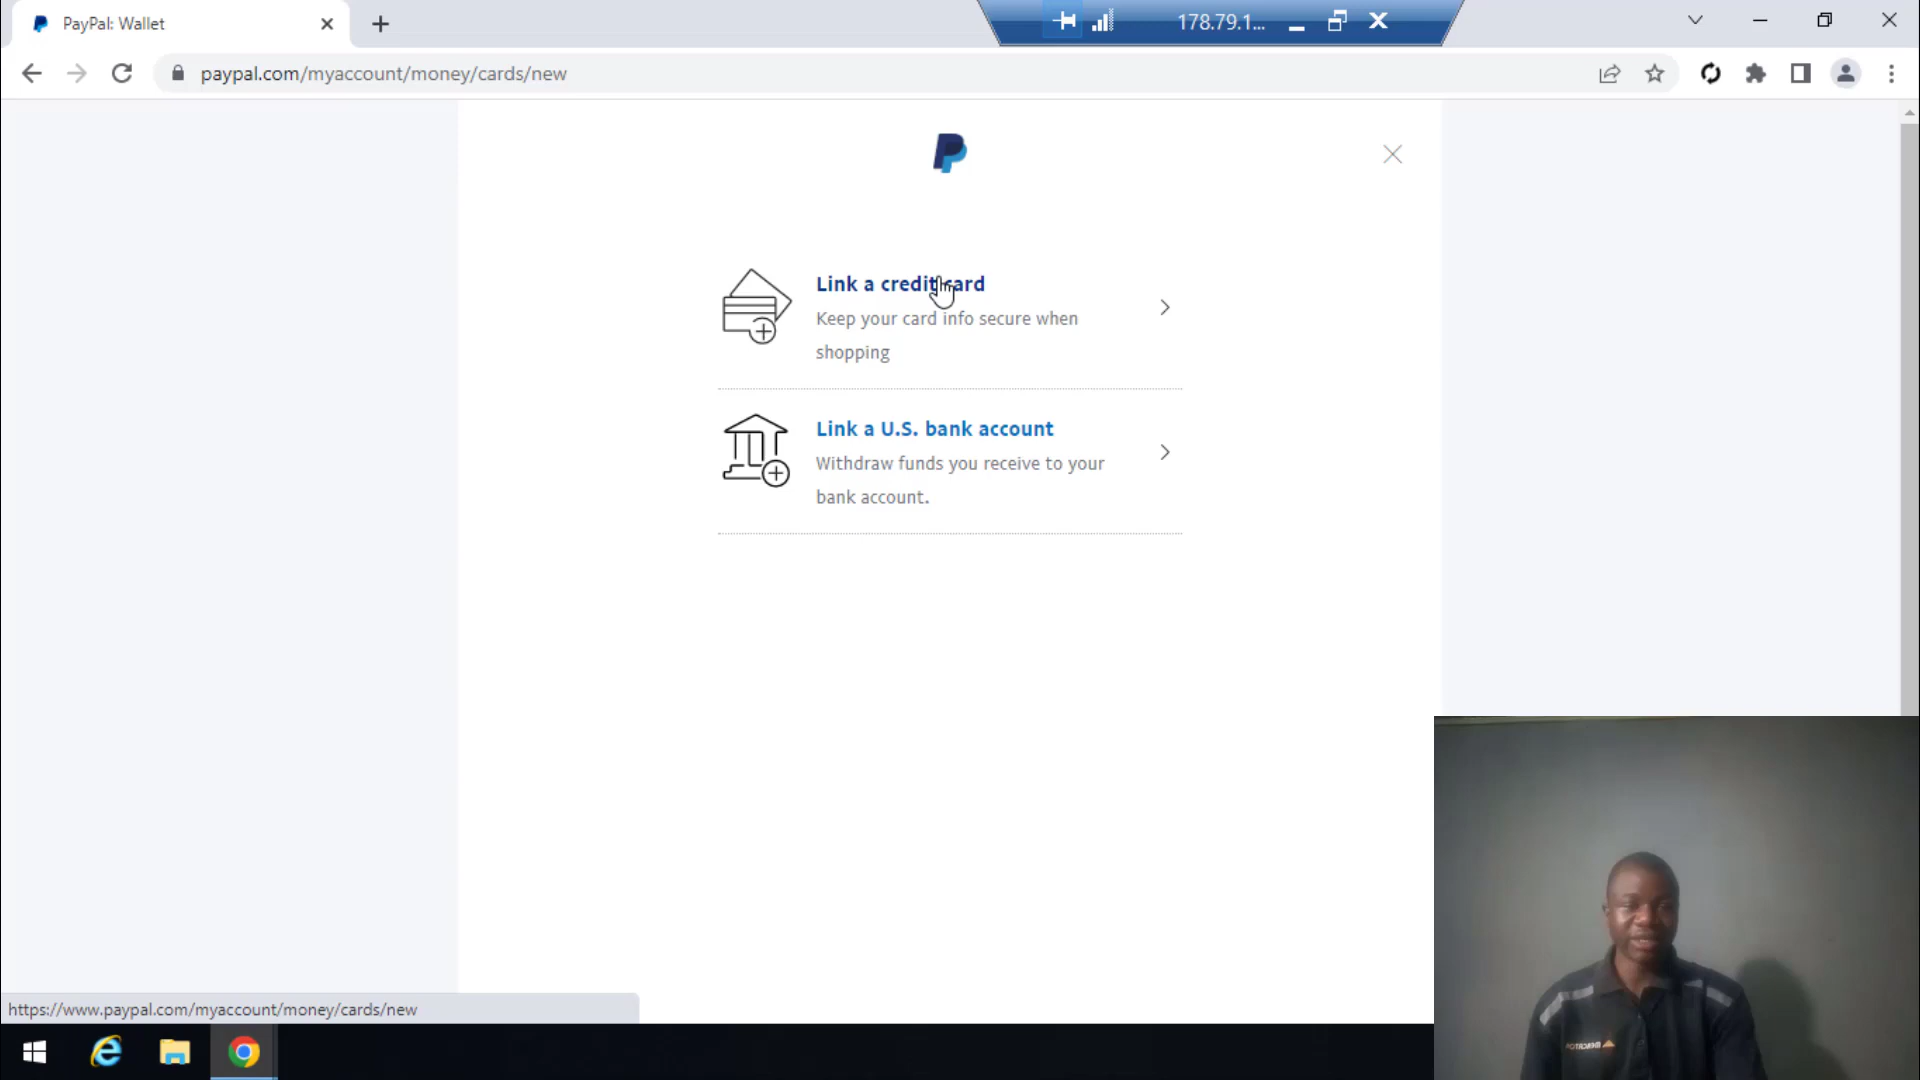 PayPal: Wallet
178.79.1...
paypal.com/myaccount/money/cards/new
Link a credit card
Keep your card info secure when
shopping
Link a U.S. bank account
Withdraw funds you receive to your
bank account.
https://www.paypal.com/myaccount/money/cards/new